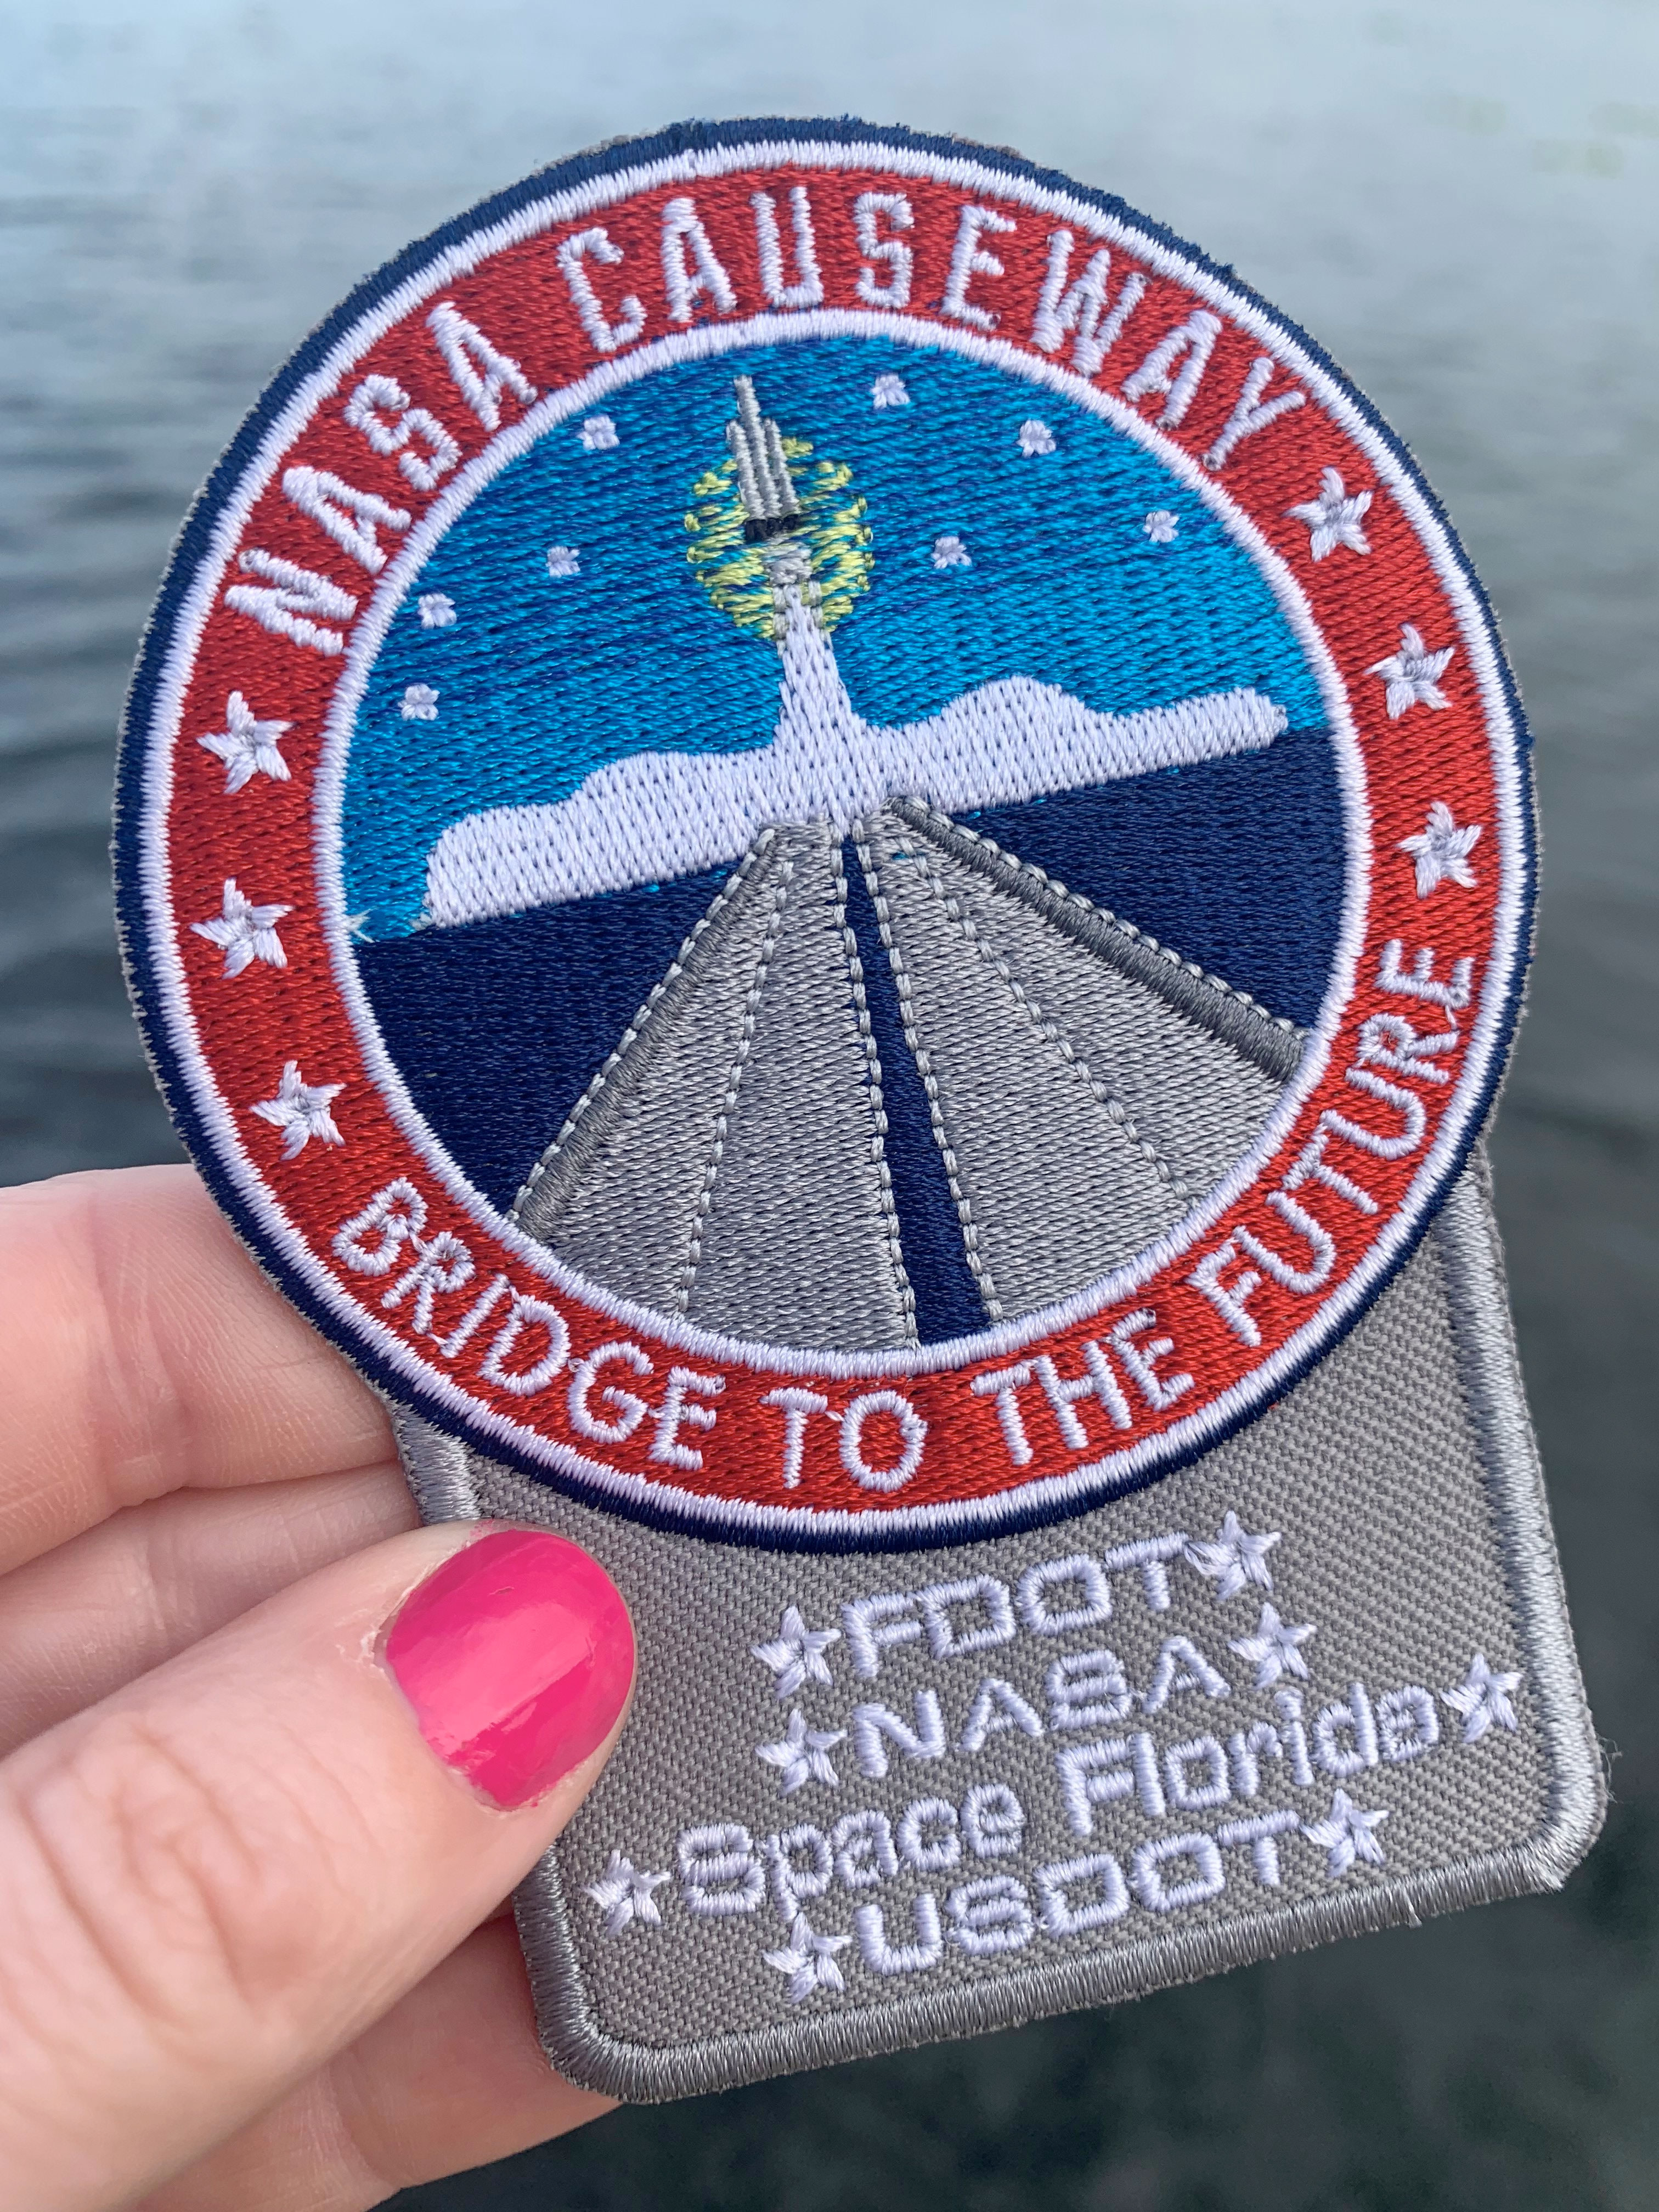 NASA CAUSEWAY
BRIDGE TO THE FUTURE
FDOT
NASA
Space Florida
USDOT